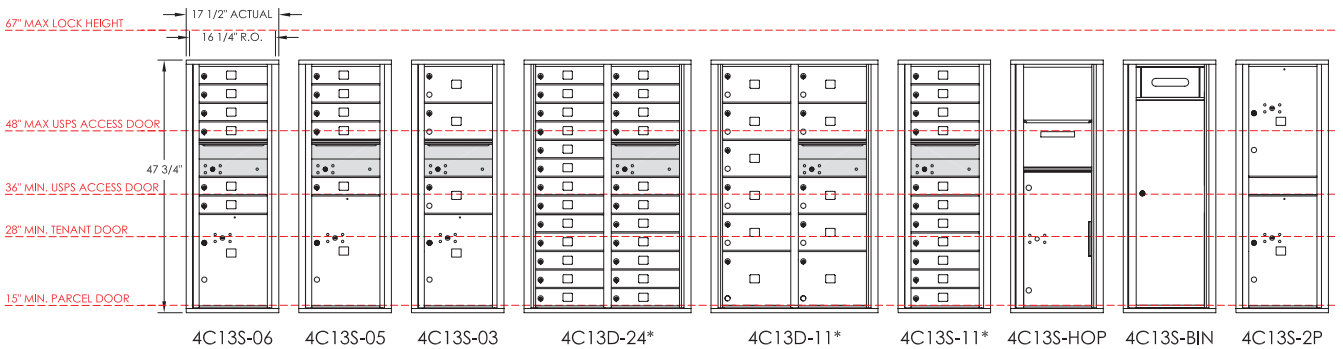 17 1/2" ACTUAL
67" MAX LOCK HEIGHT
16 1/4" R.O.
48" MAX USPS ACCESS DOOR
47 3/4"
36" MIN. USPS ACCESS DOOR
28" MIN. TENANT DOOR
15" MIN. PARCEL DOOR
4C13S-06 4C13S-05 4C13S-03 4C13D-24* 4C13D-11* 4C13S-11* 4C13S-HOP 4C13S-BIN 4C13S-2P